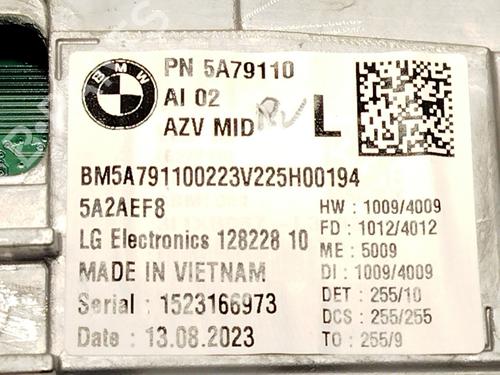 BMW
PN 5A79110
AI 02
AZV MID
L
BM5A791100223V225H00194
5A2AEF8
LG Electronics 128228 10
MADE IN VIETNAM
Serial : 1523166973
Date : 13.08.2023
HW : 1009/4009
FD : 1012/4012
ME : 5009
DI : 1009/4009
DET : 255/10
DCS : 255/255
TO : 255/9